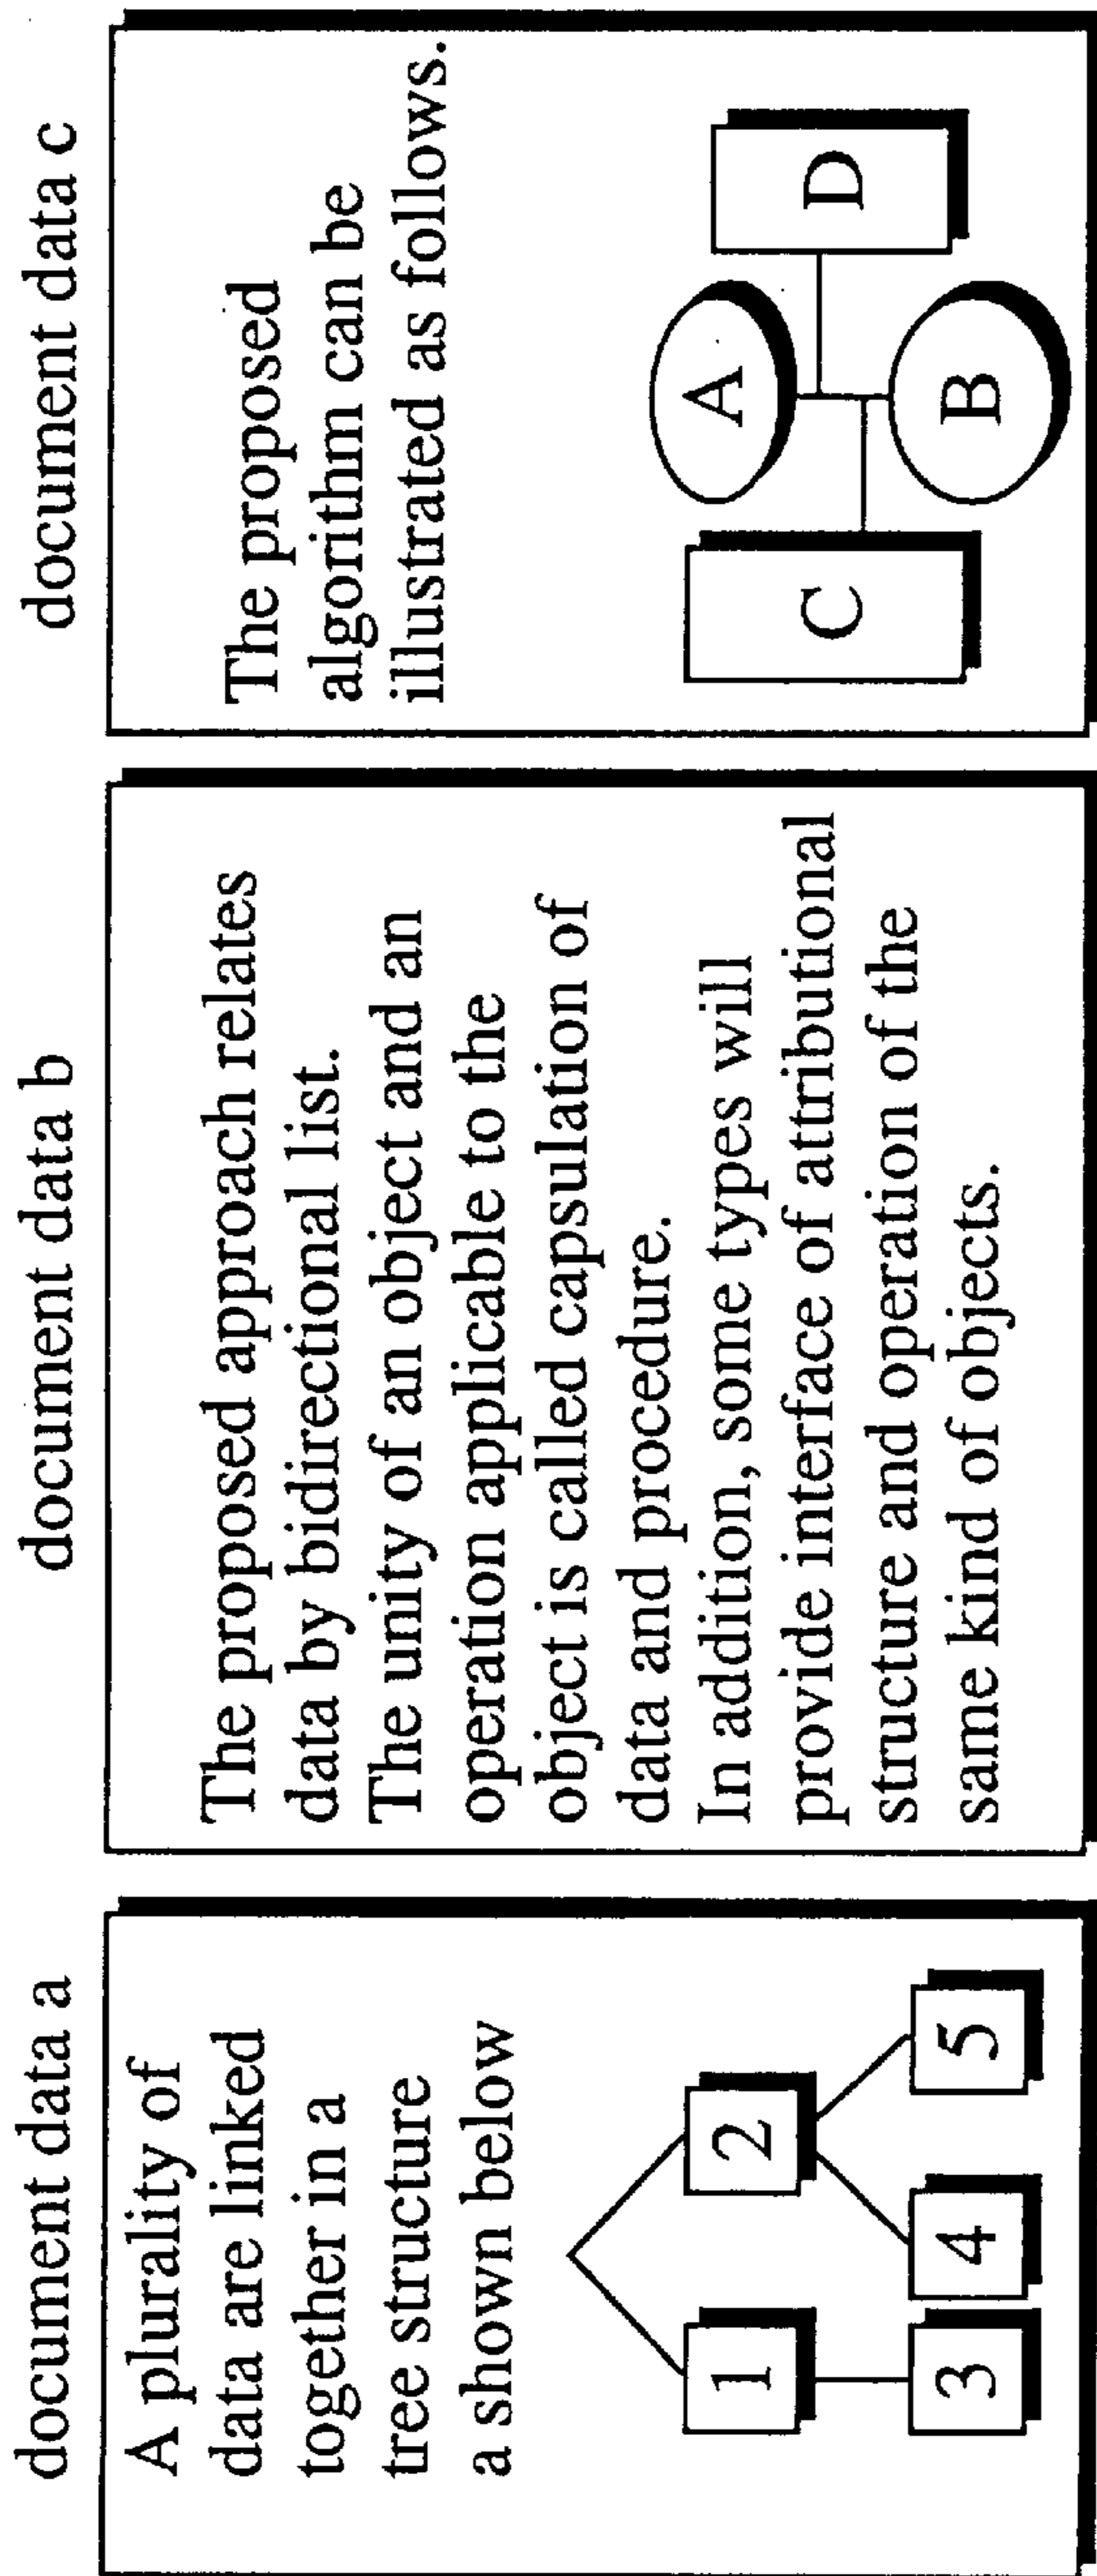 document data a
A plurality of
data are linked
together in a
tree structure
a shown below
1
2
3
4
5
document data b
The proposed approach relates
data by bidirectional list.
The unity of an object and an
operation applicable to the
object is called capsulation of
data and procedure.
In addition, some types will
provide interface of attributional
structure and operation of the
same kind of objects.
document data c
The proposed
algorithm can be
illustrated as follows.
A
C
D
B